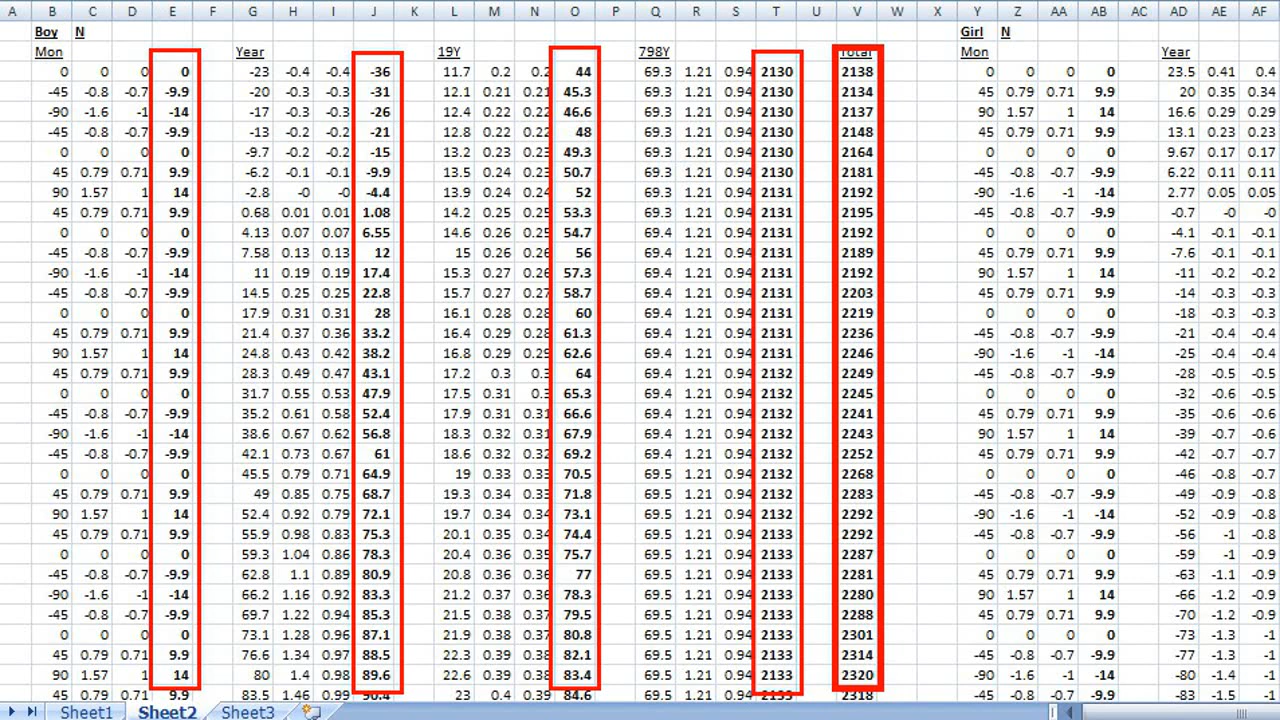 A B C D E F G H I J K L M N O P Q R S T U V W X Y Z AA AB AC AD AE AF
Boy N Girl N
Mon Year 19Y 798Y Total Mon Year
0 0 0 0 -23 -0.4 -0.4 -36 11.7 0.2 0.2 44 69.3 1.21 0.94 2130 2138 0 0 0 0 23.5 0.41 0.4
-45 -0.8 -0.7 -9.9 -20 -0.3 -0.3 -31 12.1 0.21 0.21 45.3 69.3 1.21 0.94 2130 2134 45 0.79 0.71 9.9 20 0.35 0.34
-90 -1.6 -1 -14 -17 -0.3 -0.3 -26 12.4 0.22 0.22 46.6 69.3 1.21 0.94 2130 2137 90 1.57 1 14 16.6 0.29 0.29
-45 -0.8 -0.7 -9.9 -13 -0.2 -0.2 -21 12.8 0.22 0.22 48 69.3 1.21 0.94 2130 2148 45 0.79 0.71 9.9 13.1 0.23 0.23
0 0 0 0 -9.7 -0.2 -0.2 -15 13.2 0.23 0.23 49.3 69.3 1.21 0.94 2130 2164 0 0 0 0 9.67 0.17 0.17
45 0.79 0.71 9.9 -6.2 -0.1 -0.1 -9.9 13.5 0.24 0.23 50.7 69.3 1.21 0.94 2130 2181 -45 -0.8 -0.7 -9.9 6.22 0.11 0.11
90 1.57 1 14 -2.8 -0 -0 -4.4 13.9 0.24 0.24 52 69.3 1.21 0.94 2131 2192 -90 -1.6 -1 -14 2.77 0.05 0.05
45 0.79 0.71 9.9 0.68 0.01 0.01 1.08 14.2 0.25 0.25 53.3 69.3 1.21 0.94 2131 2195 -45 -0.8 -0.7 -9.9 -0.7 -0 -0
0 0 0 0 4.13 0.07 0.07 6.55 14.6 0.26 0.25 54.7 69.3 1.21 0.94 2131 2192 0 0 0 0 -4.1 -0.1 -0.1
-45 -0.8 -0.7 -9.9 7.58 0.13 0.13 12 15 0.26 0.26 56 69.4 1.21 0.94 2131 2189 45 0.79 0.71 9.9 -7.6 -0.1 -0.1
-90 -1.6 -1 -14 11 0.19 0.19 17.4 15.3 0.27 0.26 57.3 69.4 1.21 0.94 2131 2192 90 1.57 1 14 -11 -0.2 -0.2
-45 -0.8 -0.7 -9.9 14.5 0.25 0.25 22.8 15.7 0.27 0.27 58.7 69.4 1.21 0.94 2131 2203 45 0.79 0.71 9.9 -14 -0.3 -0.3
0 0 0 0 17.9 0.31 0.31 28 16.1 0.28 0.28 60 69.4 1.21 0.94 2131 2219 0 0 0 0 -18 -0.3 -0.3
45 0.79 0.71 9.9 21.4 0.37 0.36 33.2 16.4 0.29 0.28 61.3 69.4 1.21 0.94 2131 2236 -45 -0.8 -0.7 -9.9 -21 -0.4 -0.4
90 1.57 1 14 24.8 0.43 0.42 38.2 16.8 0.29 0.29 62.6 69.4 1.21 0.94 2131 2246 -90 -1.6 -1 -14 -25 -0.4 -0.4
45 0.79 0.71 9.9 28.3 0.49 0.47 43.1 17.2 0.3 0.3 64 69.4 1.21 0.94 2132 2249 -45 -0.8 -0.7 -9.9 -28 -0.5 -0.5
0 0 0 0 31.7 0.55 0.53 47.9 17.5 0.31 0.3 65.3 69.4 1.21 0.94 2132 2245 0 0 0 0 -32 -0.6 -0.5
-45 -0.8 -0.7 -9.9 35.2 0.61 0.58 52.4 17.9 0.31 0.31 66.6 69.4 1.21 0.94 2132 2241 45 0.79 0.71 9.9 -35 -0.6 -0.6
-90 -1.6 -1 -14 38.6 0.67 0.62 56.8 18.3 0.32 0.31 67.9 69.4 1.21 0.94 2132 2243 90 1.57 1 14 -39 -0.7 -0.6
-45 -0.8 -0.7 -9.9 42.1 0.73 0.67 61 18.6 0.32 0.32 69.2 69.4 1.21 0.94 2132 2252 45 0.79 0.71 9.9 -42 -0.7 -0.7
0 0 0 0 45.5 0.79 0.71 64.9 19 0.33 0.33 70.5 69.5 1.21 0.94 2132 2268 0 0 0 0 -46 -0.8 -0.7
45 0.79 0.71 9.9 49 0.85 0.75 68.7 19.3 0.34 0.33 71.8 69.5 1.21 0.94 2132 2283 -45 -0.8 -0.7 -9.9 -49 -0.9 -0.8
90 1.57 1 14 52.4 0.92 0.79 72.1 19.7 0.34 0.34 73.1 69.5 1.21 0.94 2132 2292 -90 -1.6 -1 -14 -52 -0.9 -0.8
45 0.79 0.71 9.9 55.9 0.98 0.83 75.3 20.1 0.35 0.34 74.4 69.5 1.21 0.94 2133 2292 -45 -0.8 -0.7 -9.9 -56 -1 -0.8
0 0 0 0 59.3 1.04 0.86 78.3 20.4 0.36 0.35 75.7 69.5 1.21 0.94 2133 2287 0 0 0 0 -59 -1 -0.9
-45 -0.8 -0.7 -9.9 62.8 1.1 0.89 80.9 20.8 0.36 0.36 77 69.5 1.21 0.94 2133 2281 45 0.79 0.71 9.9 -63 -1.1 -0.9
-90 -1.6 -1 -14 66.2 1.16 0.92 83.3 21.2 0.37 0.36 78.3 69.5 1.21 0.94 2133 2280 90 1.57 1 14 -66 -1.2 -0.9
-45 -0.8 -0.7 -9.9 69.7 1.22 0.94 85.3 21.5 0.38 0.37 79.5 69.5 1.21 0.94 2133 2288 45 0.79 0.71 9.9 -70 -1.2 -0.9
0 0 0 0 73.1 1.28 0.96 87.1 21.9 0.38 0.37 80.8 69.5 1.21 0.94 2133 2301 0 0 0 0 -73 -1.3 -1
45 0.79 0.71 9.9 76.6 1.34 0.97 88.5 22.3 0.39 0.38 82.1 69.5 1.21 0.94 2133 2314 -45 -0.8 -0.7 -9.9 -77 -1.3 -1
90 1.57 1 14 80 1.4 0.98 89.6 22.6 0.39 0.38 83.4 69.5 1.21 0.94 2133 2320 -90 -1.6 -1 -14 -80 -1.4 -1
45 0.79 0.71 9.9 83.5 1.46 0.99 90.4 23 0.4 0.39 84.6 69.5 1.21 0.94 2133 2318 -45 -0.8 -0.7 -9.9 -83 -1.5 -1
Sheet1 Sheet2 Sheet3